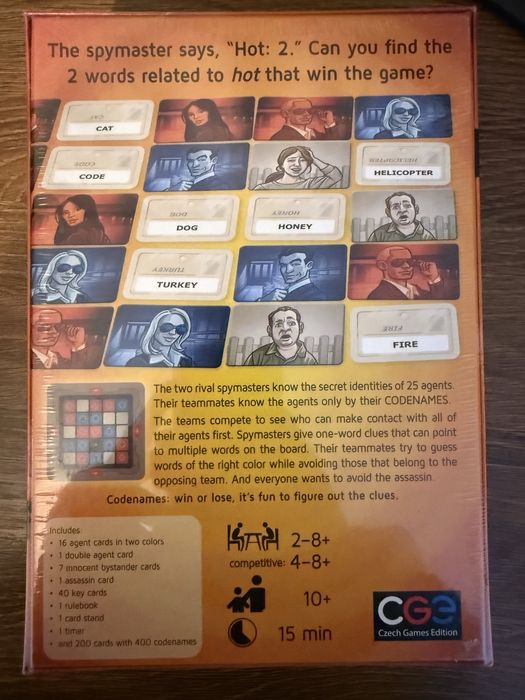 The spymaster says, “Hot: 2.” Can you find the
2 words related to hot that win the game?
CAT
CAT
CODE
CODE
HELICOPTER
HELICOPTER
DOG
DOG
HONEY
HONEY
TURKEY
TURKEY
FIRE
FIRE
The two rival spymasters know the secret identities of 25 agents.
Their teammates know the agents only by their CODENAMES.
The teams compete to see who can make contact with all of
their agents first. Spymasters give one-word clues that can point
to multiple words on the board. Their teammates try to guess
words of the right color while avoiding those that belong to the
opposing team. And everyone wants to avoid the assassin.
Codenames: win or lose, it's fun to figure out the clues.
Includes:
• 16 agent cards in two colors
• 1 double agent card
• 7 innocent bystander cards
• 1 assassin card
• 40 key cards
• 1 rulebook
• 1 card stand
• 1 timer
• and 200 cards with 400 codenames
2–8+
competitive: 4–8+
10+
15 min
CGE
Czech Games Edition